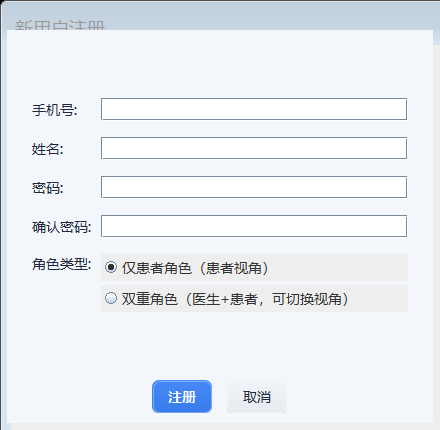 新用户注册
手机号:
姓名:
密码:
确认密码:
角色类型:
仅患者角色（患者视角）
双重角色（医生+患者，可切换视角）
注册
取消